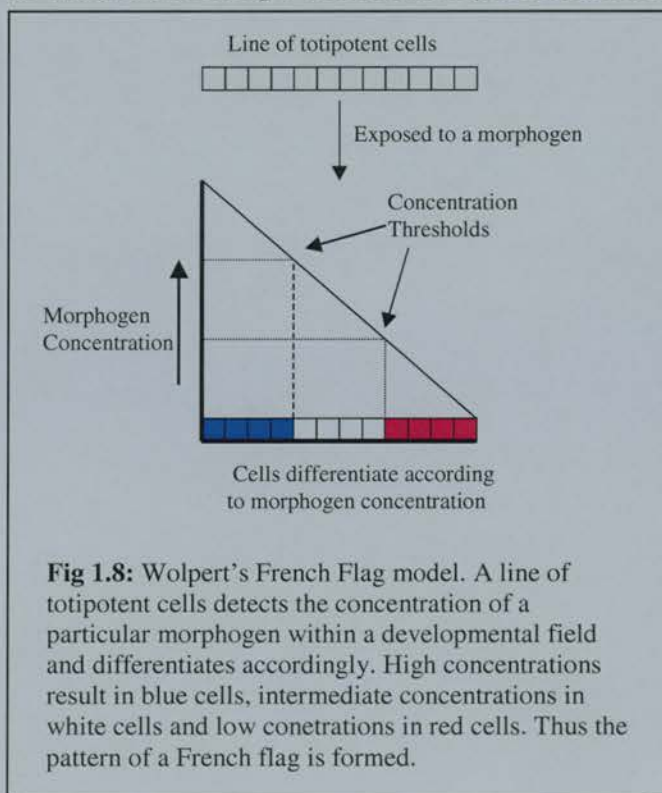 Line of totipotent cells
Exposed to a morphogen
Concentration
Thresholds
Morphogen
Concentration
Cells differentiate according
to morphogen concentration
Fig 1.8: Wolpert's French Flag model. A line of
totipotent cells detects the concentration of a
particular morphogen within a developmental field
and differentiates accordingly. High concentrations
result in blue cells, intermediate concentrations in
white cells and low conetrations in red cells. Thus the
pattern of a French flag is formed.